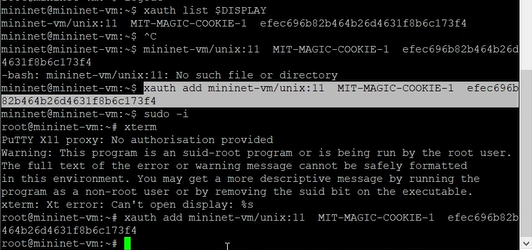 mininet@mininet-vm:~$ xauth list $DISPLAY
mininet-vm/unix:11  MIT-MAGIC-COOKIE-1  efec696b82b464b26d4631f8b6c173f4
mininet@mininet-vm:~$ ^C
mininet@mininet-vm:~$ mininet-vm/unix:11  MIT-MAGIC-COOKIE-1  efec696b82b464b26d
4631f8b6c173f4
-bash: mininet-vm/unix:11: No such file or directory
mininet@mininet-vm:~$ xauth add mininet-vm/unix:11  MIT-MAGIC-COOKIE-1  efec696b
82b464b26d4631f8b6c173f4
mininet@mininet-vm:~$ sudo -i
root@mininet-vm:~# xterm
PuTTY X11 proxy: No authorisation provided
Warning: This program is an suid-root program or is being run by the root user.
The full text of the error or warning message cannot be safely formatted
in this environment. You may get a more descriptive message by running the
program as a non-root user or by removing the suid bit on the executable.
xterm: Xt error: Can't open display: %s
root@mininet-vm:~# xauth add mininet-vm/unix:11  MIT-MAGIC-COOKIE-1  efec696b82b
464b26d4631f8b6c173f4
root@mininet-vm:~#